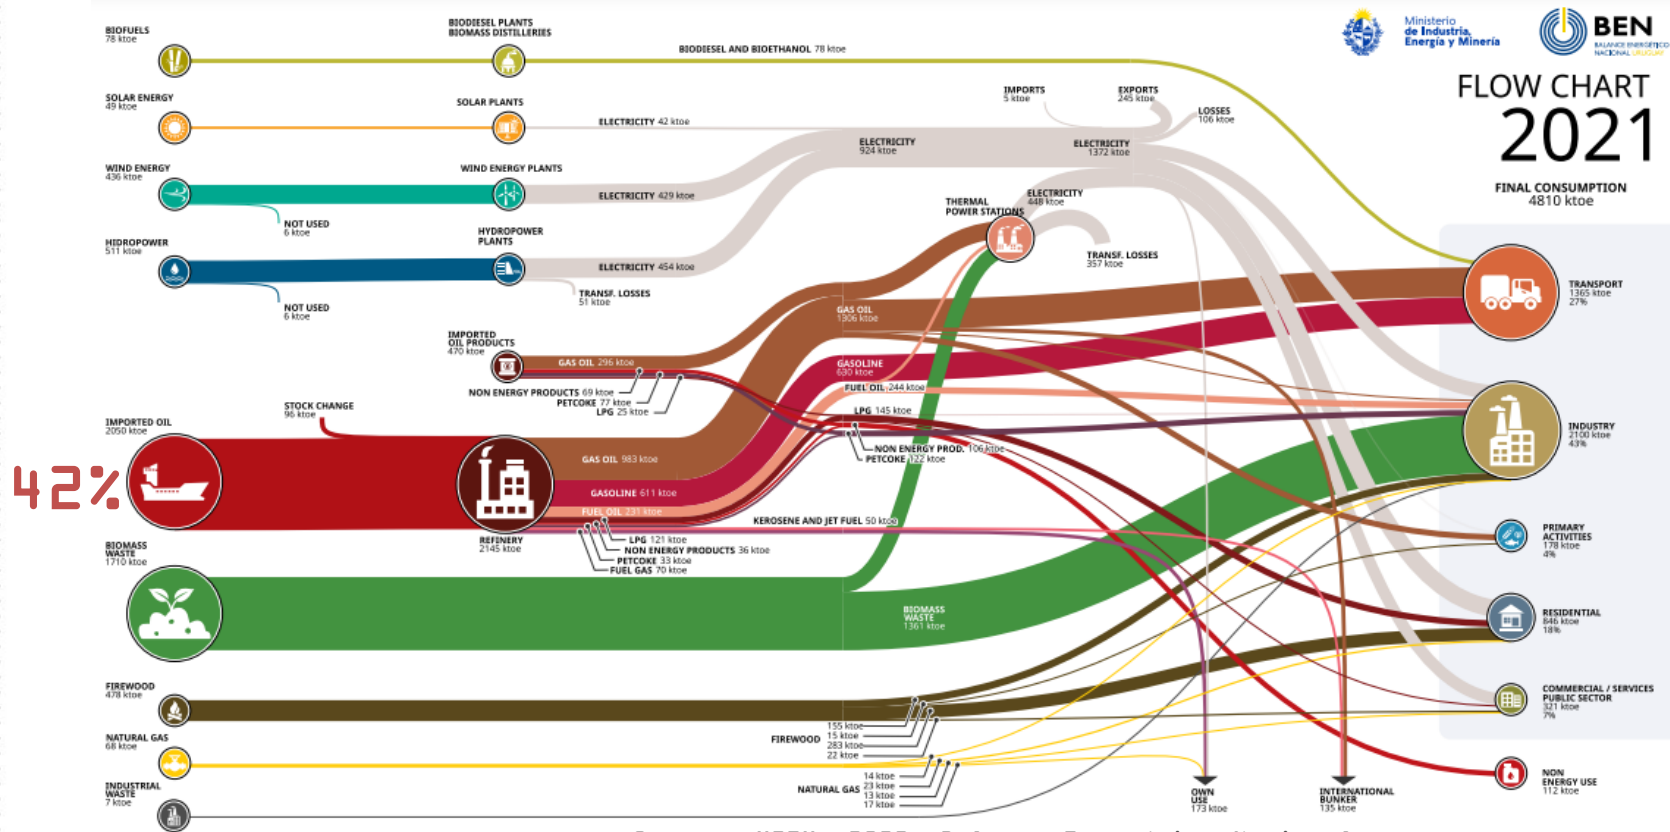 BIOFUELS
78 ktoe
BIODIESEL PLANTS
BIOMASS DISTILLERIES
BIODIESEL AND BIOETHANOL 78 ktoe
Ministerio
de Industria,
Energía y Minería
BEN
BALANCE ENERGÉTICO
NACIONAL URUGUAY
FLOW CHART
2021
FINAL CONSUMPTION
4810 ktoe
SOLAR ENERGY
49 ktoe
SOLAR PLANTS
ELECTRICITY 42 ktoe
IMPORTS
5 ktoe
EXPORTS
245 ktoe
LOSSES
106 ktoe
ELECTRICITY
924 ktoe
ELECTRICITY
1372 ktoe
WIND ENERGY
436 ktoe
WIND ENERGY PLANTS
ELECTRICITY 429 ktoe
NOT USED
6 ktoe
HIDROPOWER
511 ktoe
HYDROPOWER
PLANTS
ELECTRICITY 454 ktoe
TRANSF. LOSSES
51 ktoe
NOT USED
6 ktoe
ELECTRICITY
448 ktoe
THERMAL
POWER STATIONS
TRANSF. LOSSES
357 ktoe
IMPORTED
OIL PRODUCTS
470 ktoe
GAS OIL 296 ktoe
NON ENERGY PRODUCTS 69 ktoe
PETCOKE 77 ktoe
LPG 25 ktoe
GAS OIL
1306 ktoe
GASOLINE
630 ktoe
FUEL OIL 244 ktoe
LPG 145 ktoe
NON ENERGY PROD. 106 ktoe
PETCOKE 122 ktoe
TRANSPORT
1365 ktoe
27%
STOCK CHANGE
96 ktoe
IMPORTED OIL
2050 ktoe
42%
GAS OIL 983 ktoe
GASOLINE 611 ktoe
FUEL OIL 231 ktoe
REFINERY
2145 ktoe
LPG 121 ktoe
NON ENERGY PRODUCTS 36 ktoe
PETCOKE 33 ktoe
FUEL GAS 70 ktoe
KEROSENE AND JET FUEL 50 ktoe
INDUSTRY
2100 ktoe
43%
BIOMASS
WASTE
1710 ktoe
BIOMASS
WASTE
1361 ktoe
PRIMARY
ACTIVITIES
178 ktoe
4%
RESIDENTIAL
846 ktoe
18%
FIREWOOD
478 ktoe
FIREWOOD
155 ktoe
15 ktoe
283 ktoe
22 ktoe
COMMERCIAL / SERVICES
PUBLIC SECTOR
321 ktoe
7%
NATURAL GAS
68 ktoe
NATURAL GAS
14 ktoe
23 ktoe
13 ktoe
17 ktoe
INDUSTRIAL
WASTE
7 ktoe
OWN
USE
173 ktoe
INTERNATIONAL
BUNKER
135 ktoe
NON
ENERGY USE
112 ktoe